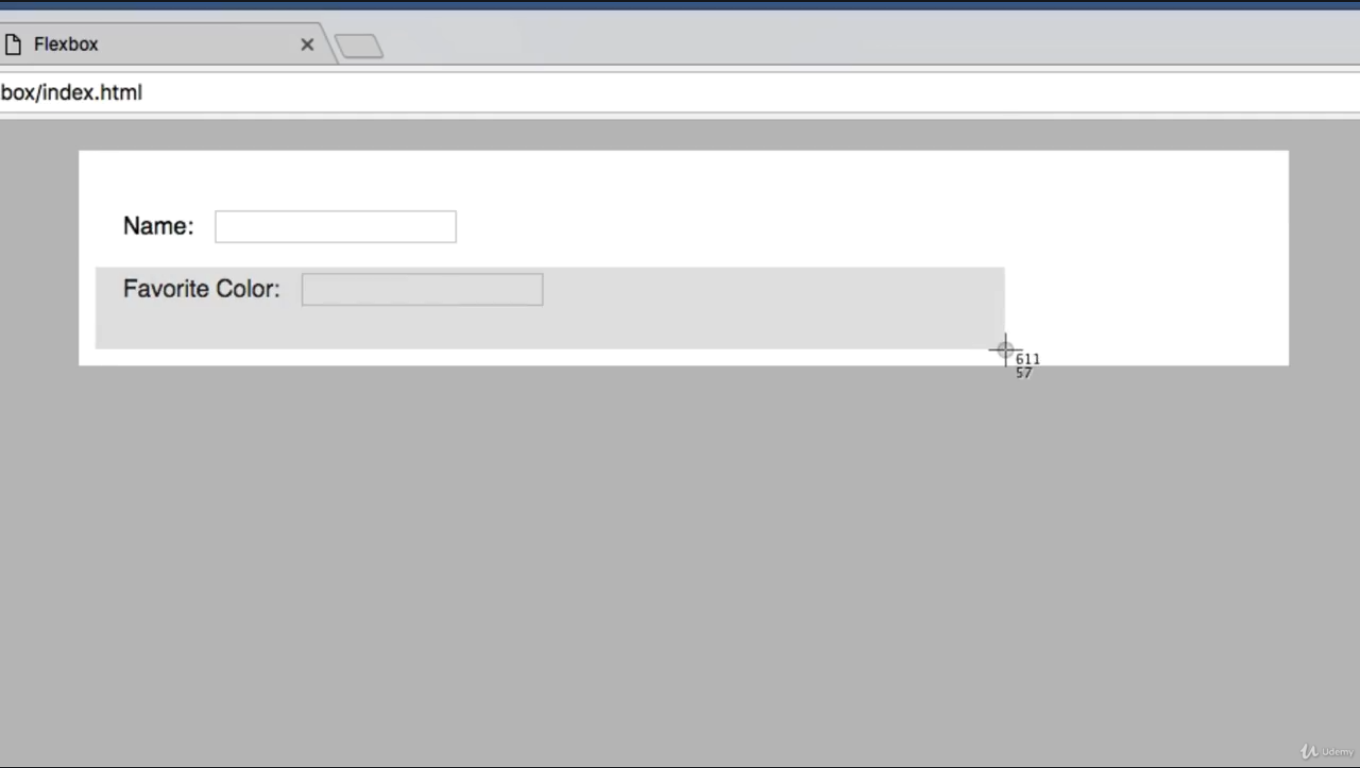 Flexbox
box/index.html
Name:
Favorite Color:
611
57
Udemy